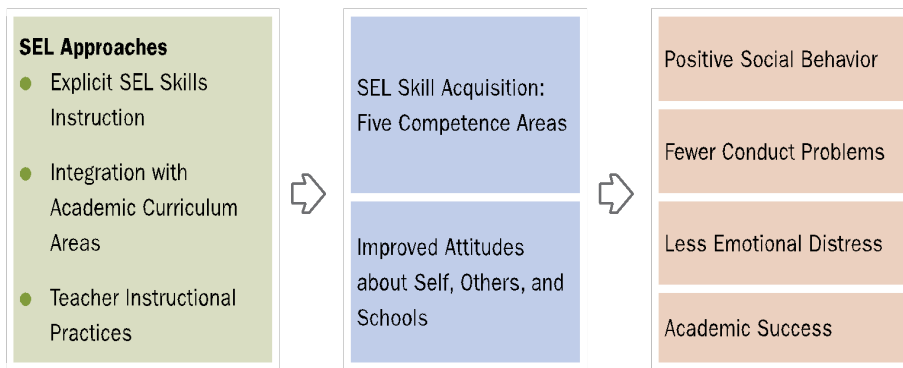 SEL Approaches
Explicit SEL Skills
Instruction
Integration with
Academic Curriculum
Areas
Teacher Instructional
Practices
SEL Skill Acquisition:
Five Competence Areas
Improved Attitudes
about Self, Others, and
Schools
Positive Social Behavior
Fewer Conduct Problems
Less Emotional Distress
Academic Success